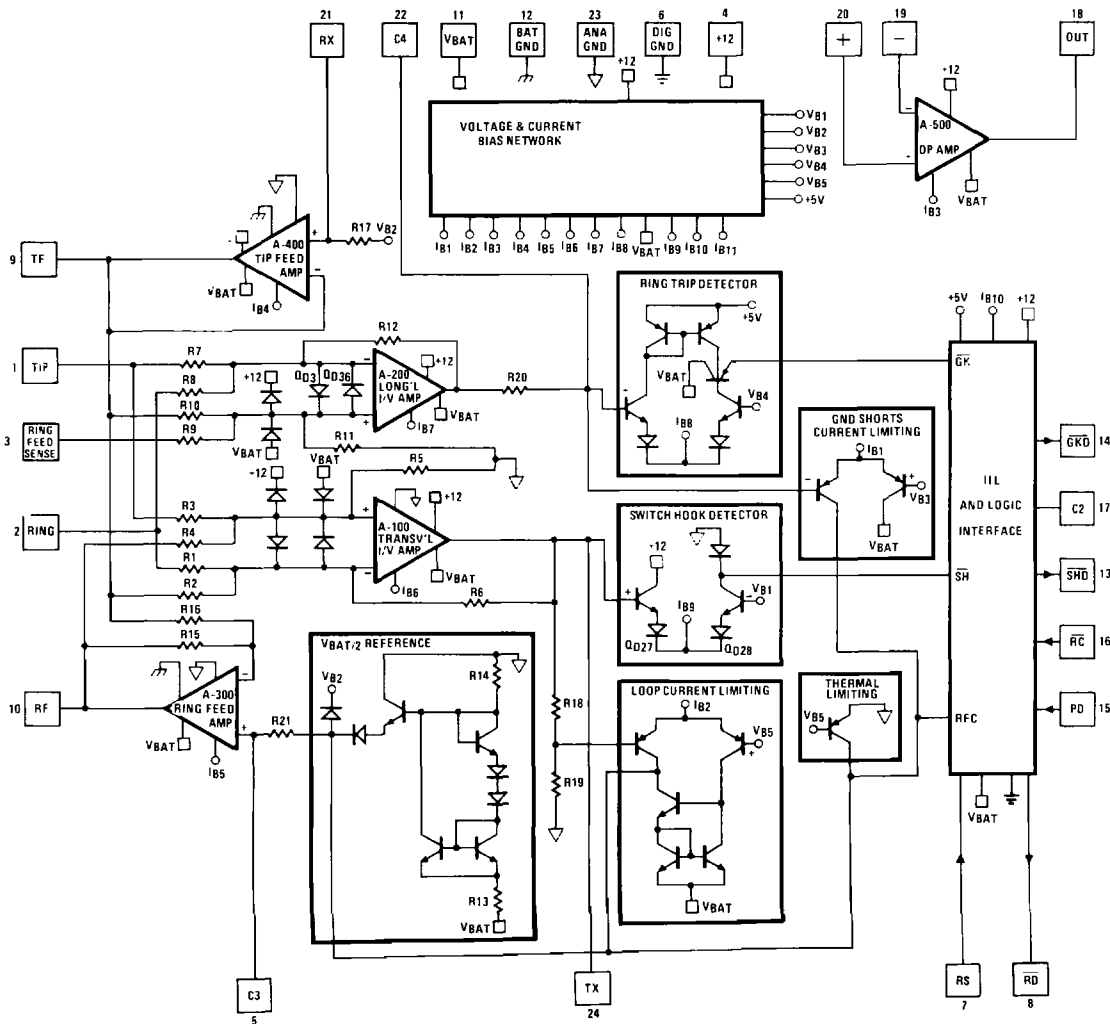 21 22 11 12 23 6 4 20 19 18
RX C4 VBAT BAT GND ANA GND DIG GND +12 + − OUT
+12
VOLTAGE & CURRENT
BIAS NETWORK
VB1
VB2
VB3
VB4
VB5
+5V
IB1 IB2 IB3 IB4 IB5 IB6 IB7 IB8 VBAT IB9 IB10 IB11
+12
−
A-500
OP AMP
+
IB3
VBAT
9 TF
A-400
TIP FEED
AMP
+
−
VBAT
IB4
R17
VB2
1 TIP
R7
R8
R10
R9
3 RING
FEED
SENSE
+12
VBAT
QD3
QD36
R12
−
A-200
LONG'L
I/V AMP
+
+12
VBAT
IB7
R20
R11
R5
RING TRIP DETECTOR
+5V
VBAT
−
VB4
IB8
GND SHORTS
CURRENT LIMITING
IB1
−
+
VB3
VBAT
2 RING
R3
R4
R1
R2
R16
R15
-12
VBAT
+
A-100
TRANSV'L
I/V AMP
−
+12
VBAT
IB6
R6
SWITCH HOOK DETECTOR
+12
+
VB1
−
IB9
QD27
QD28
10 RF
A-300
RING FEED
AMP
−
+
VBAT
IB5
R21
VBAT/2 REFERENCE
VB2
R14
R13
VBAT
R18
R19
LOOP CURRENT LIMITING
IB2
VB5
+
VBAT
THERMAL
LIMITING
VB5
+5V
IB10
+12
GK
SH
RFC
IIL
AND LOGIC
INTERFACE
VBAT
GKD 14
C2 17
SHD 13
RC 16
PD 15
C3
5
TX
24
RS
7
RD
8